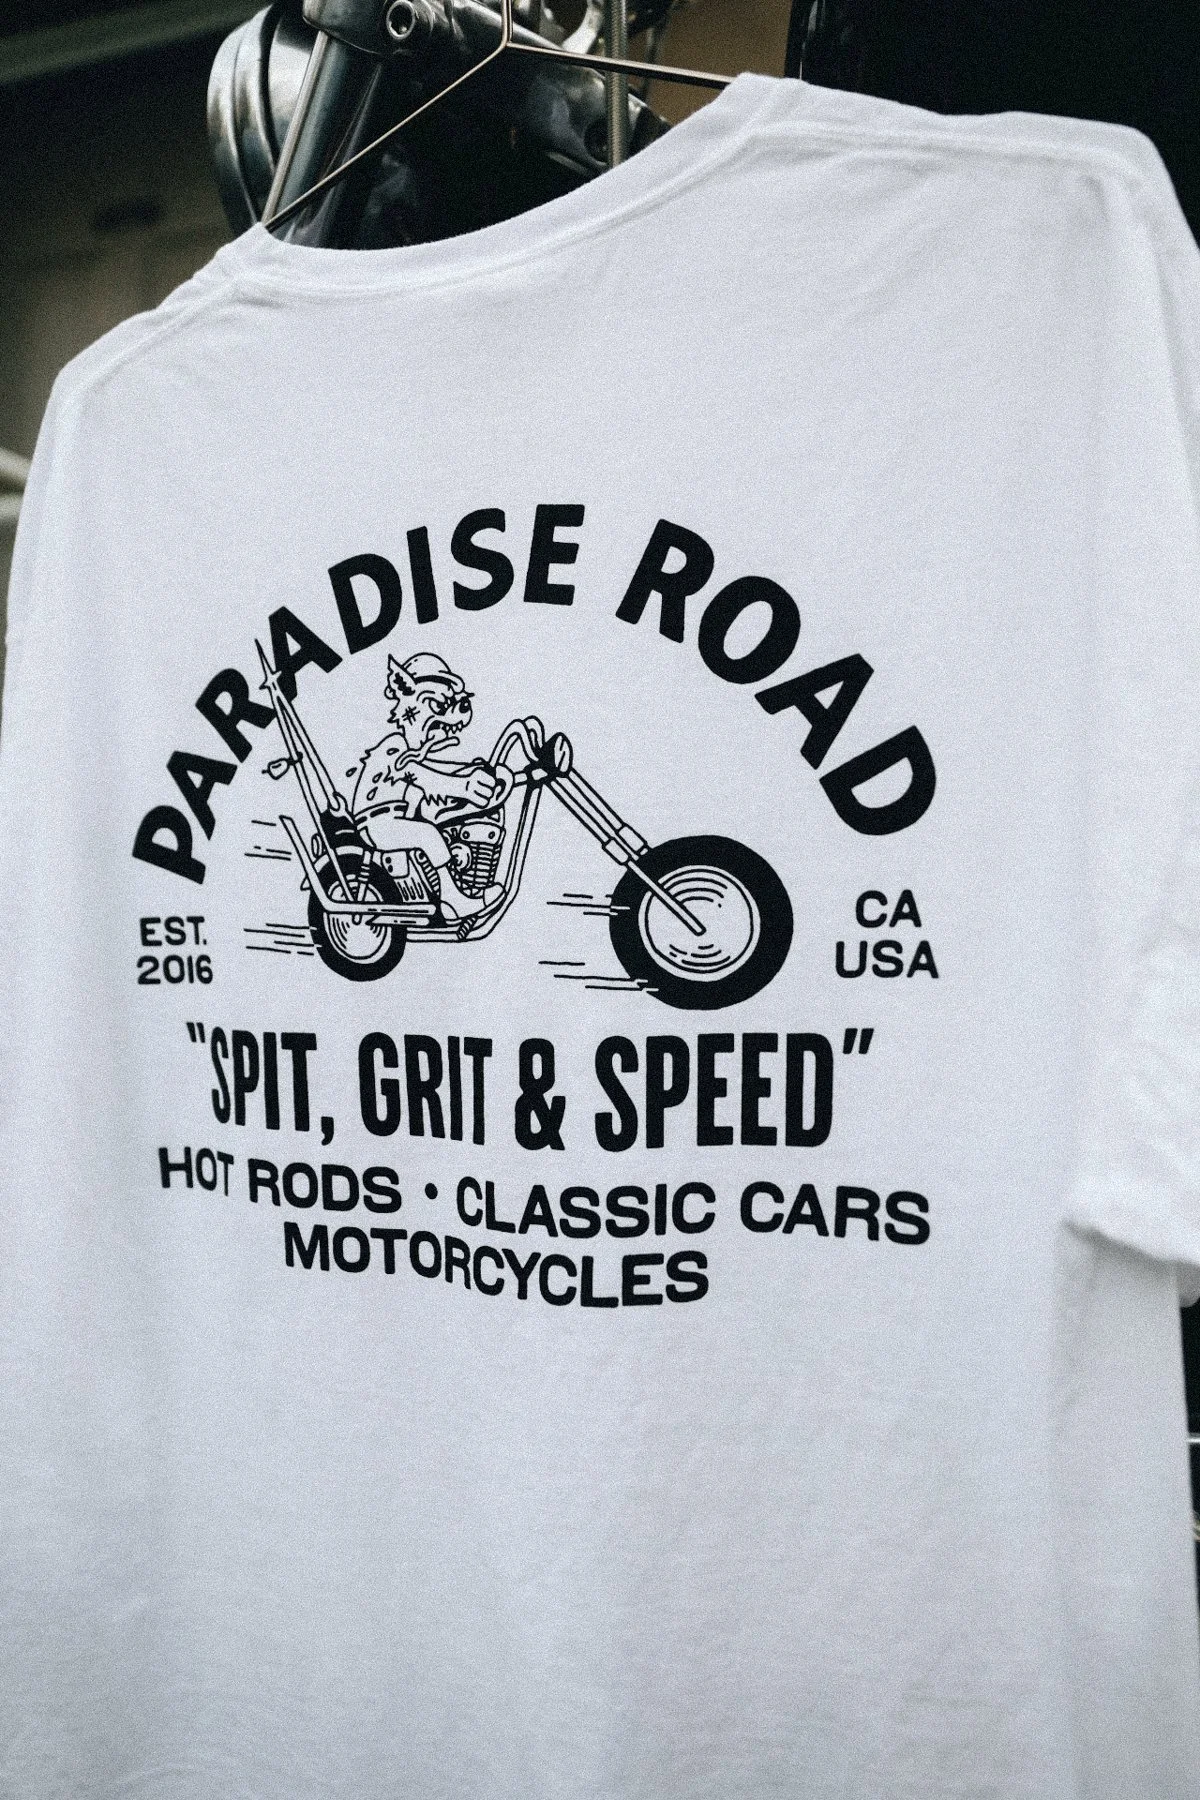 PARADISE ROAD
EST.
2016
CA
USA
"SPIT, GRIT & SPEED"
HOT RODS • CLASSIC CARS
MOTORCYCLES